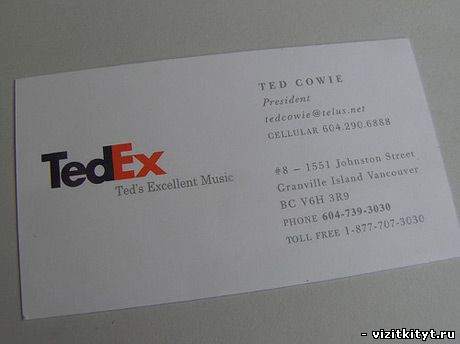 TedEx
Ted's Excellent Music
TED COWIE
President
tedcowie@telus.net
CELLULAR 604.290.6888
#8 – 1551 Johnston Street
Granville Island Vancouver
BC V6H 3R9
PHONE 604-739-3030
TOLL FREE 1-877-707-3030
- vizitkityt.ru